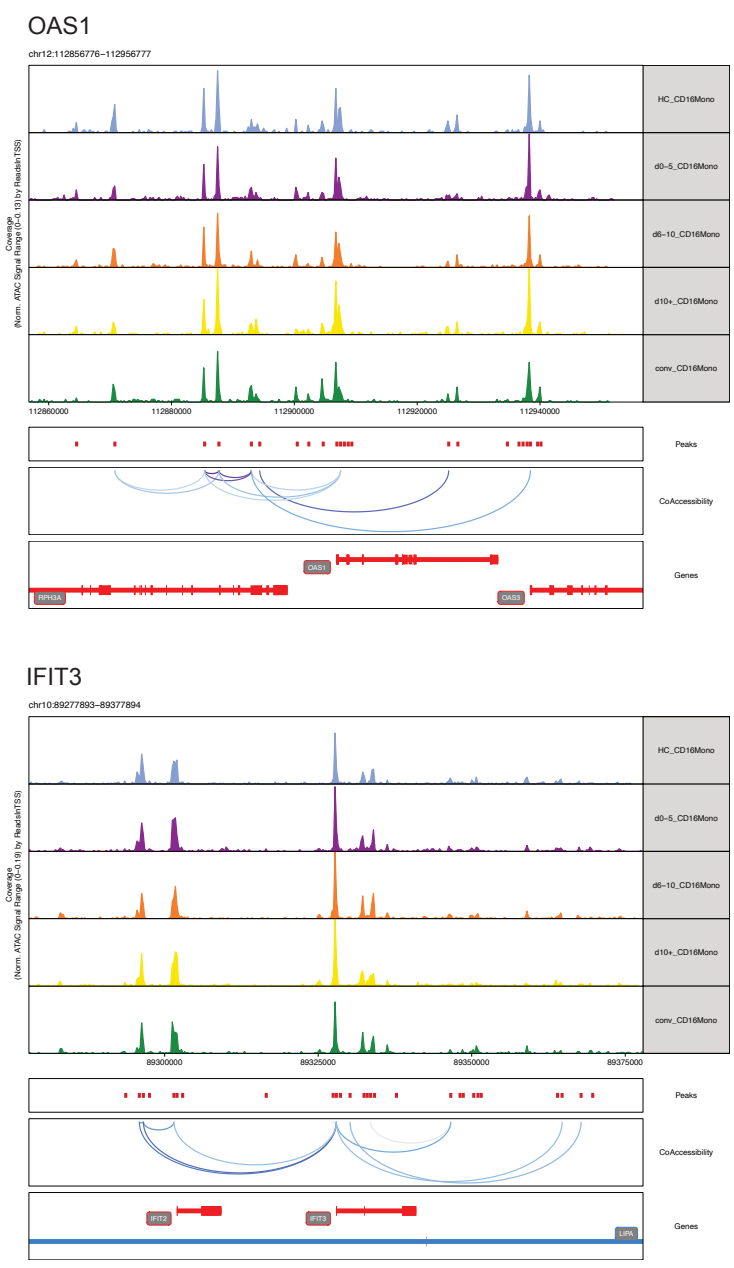 OAS1
chr12:112856776−112956777
Coverage
(Norm. ATAC Signal Range (0−0.13) by ReadsInTSS)
HC_CD16Mono
d0−5_CD16Mono
d6−10_CD16Mono
d10+_CD16Mono
conv_CD16Mono
112860000 112880000 112900000 112920000 112940000
Peaks
CoAccessibility
OAS1
Genes
RPH3A
OAS3
IFIT3
chr10:89277893−89377894
Coverage
(Norm. ATAC Signal Range (0−0.19) by ReadsInTSS)
HC_CD16Mono
d0−5_CD16Mono
d6−10_CD16Mono
d10+_CD16Mono
conv_CD16Mono
89300000 89325000 89350000 89375000
Peaks
CoAccessibility
IFIT2 IFIT3
Genes
LIPA